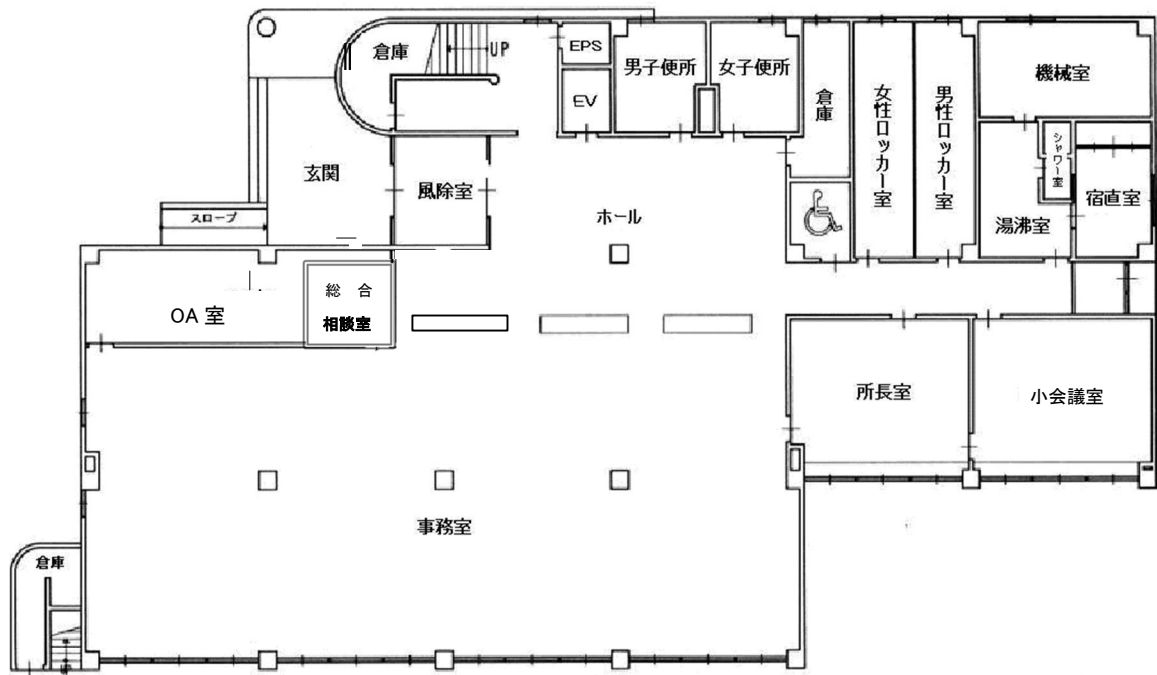 倉庫
UP
EPS
男子便所
女子便所
EV
倉庫
女性ロッカー室
男性ロッカー室
機械室
シャワー室
宿直室
湯沸室
玄関
風除室
スロープ
ホール
OA 室
総 合
相談室
所長室
小会議室
事務室
倉庫